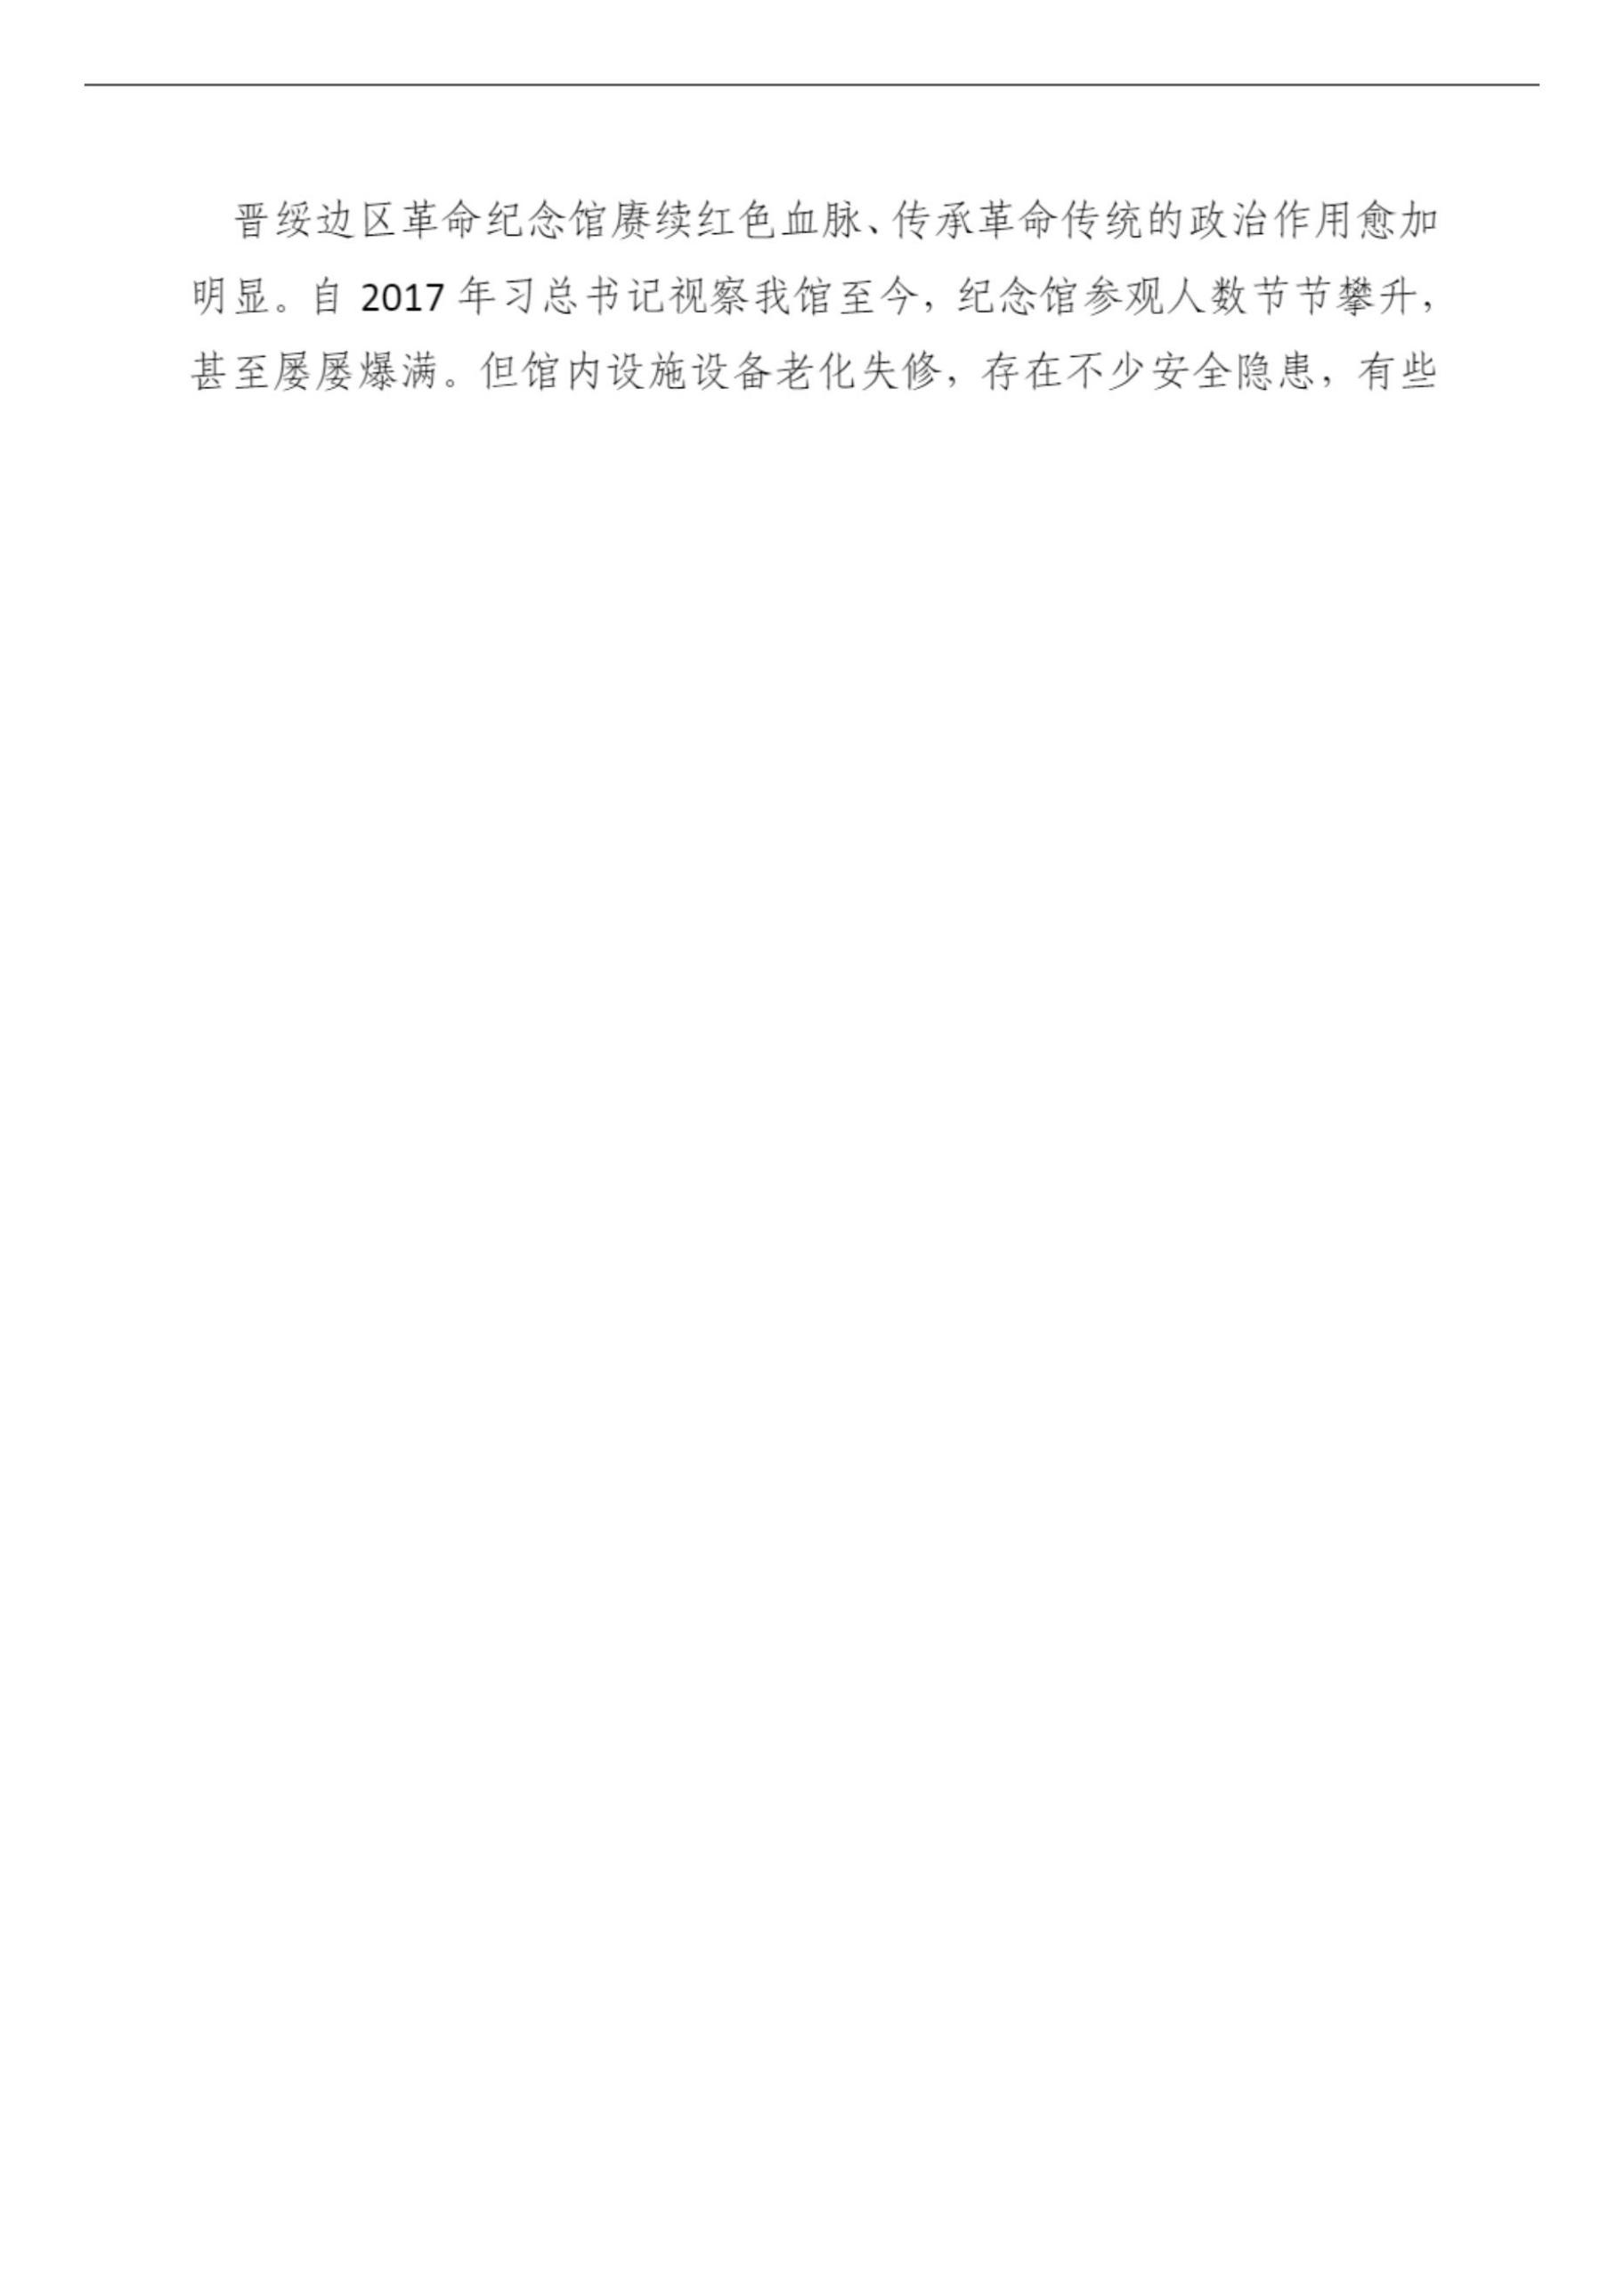 晋绥边区革命纪念馆赓续红色血脉、传承革命传统的政治作用愈加
明显。自 2017 年习总书记视察我馆至今，纪念馆参观人数节节攀升，
甚至屡屡爆满。但馆内设施设备老化失修，存在不少安全隐患，有些